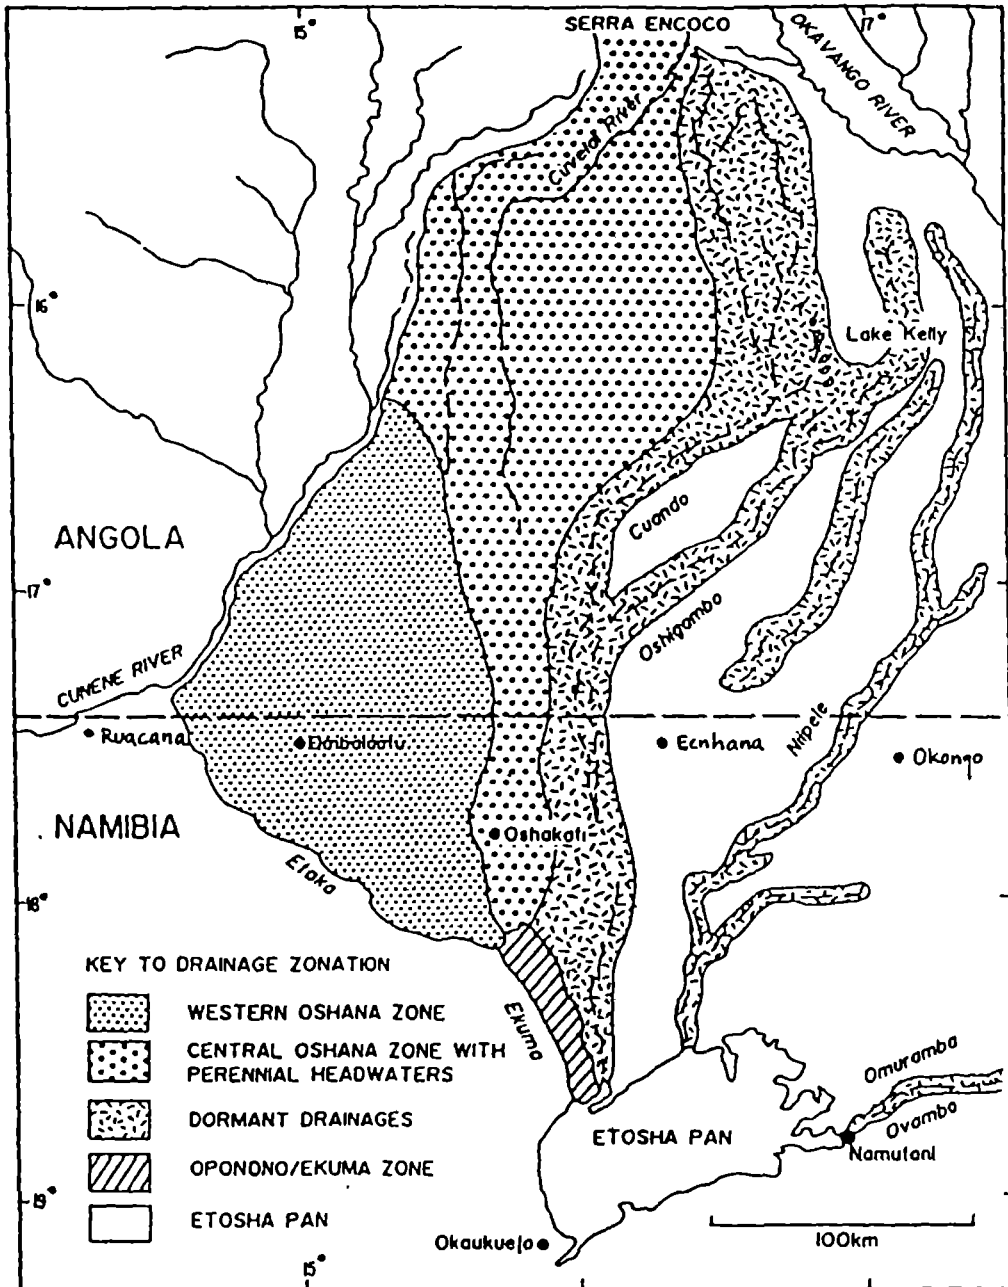 SERRA ENCOCO
15°
17°
OKAVANGO RIVER
Cuvelai River
16°
Lake Kelly
ANGOLA
Cuando
17°
Oshigambo
CUNENE RIVER
Ruacana
Ecnhana
Niipele
Okongo
NAMIBIA
Oshakati
Etaka
18°
KEY TO DRAINAGE ZONATION
WESTERN OSHANA ZONE
CENTRAL OSHANA ZONE WITH
PERENNIAL HEADWATERS
DORMANT DRAINAGES
OPONONO/EKUMA ZONE
ETOSHA PAN
Ekuma
ETOSHA PAN
Omuramba
Ovambo
Namutani
19°
Okaukuejo
100km
15°